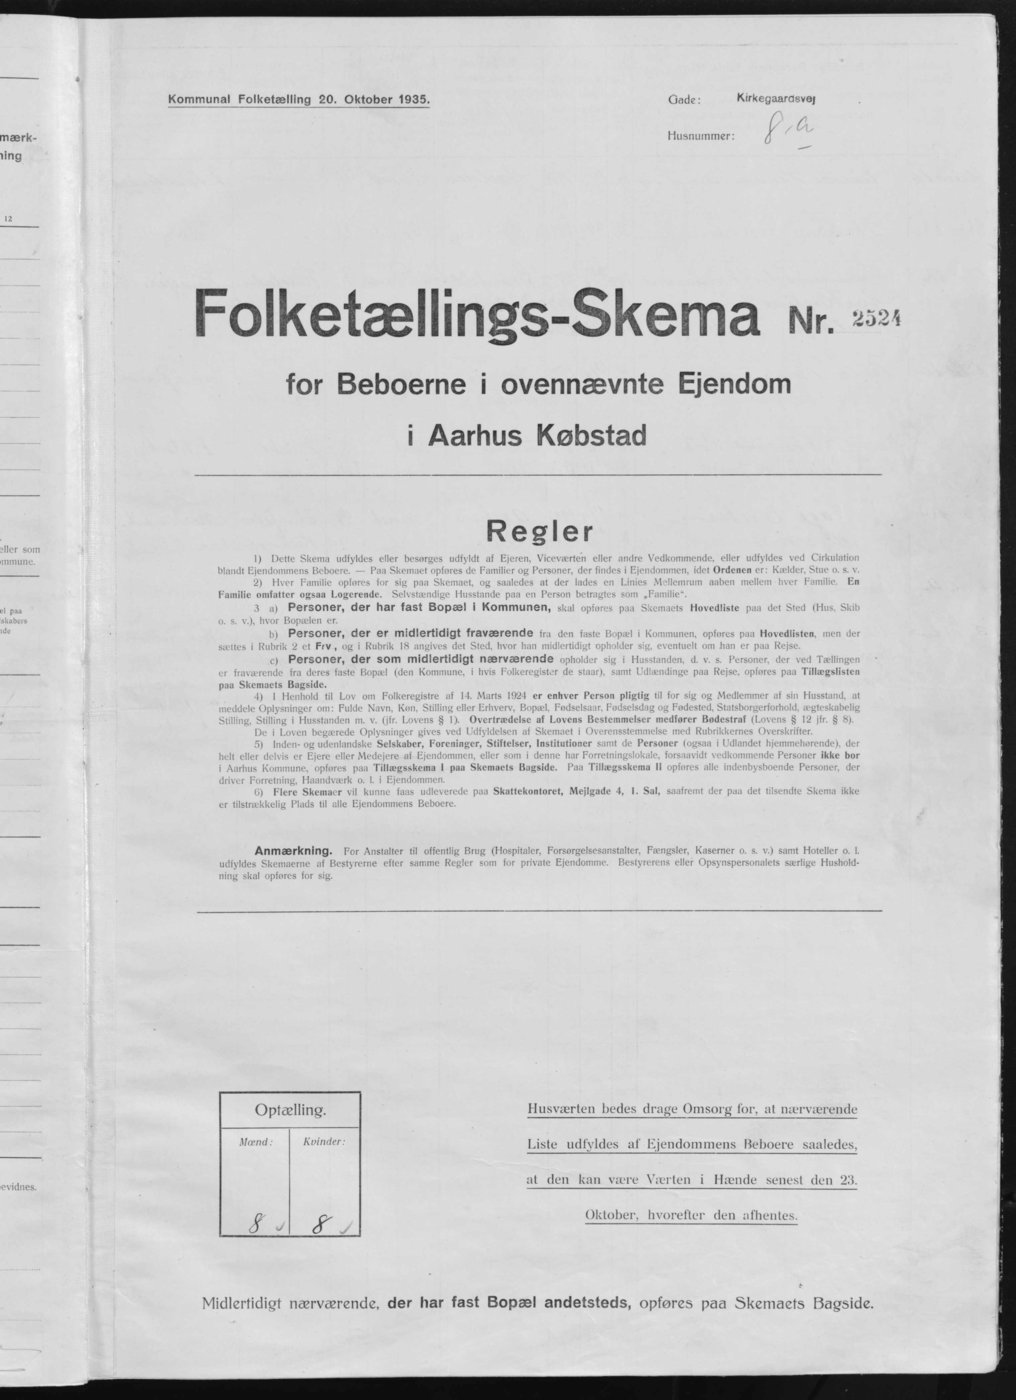 mærk-
ning
12
eller som
ommune.
el paa
skabers
nde
evidnes.
Kommunal Folketælling 20. Oktober 1935.
Gade: Kirkegaardsvej
Husnummer: 8 a
Folketællings-Skema Nr. 2524
for Beboerne i ovennævnte Ejendom
i Aarhus Købstad
Regler
1) Dette Skema udfyldes eller besørges udfyldt af Ejeren, Viceværten eller andre Vedkommende, eller udfyldes ved Cirkulation
blandt Ejendommens Beboere. — Paa Skemaet opføres de Familier og Personer, der findes i Ejendommen, idet Ordenen er: Kælder, Stue o. s. v.
2) Hver Familie opføres for sig paa Skemaet, og saaledes at der lades en Linies Mellemrum aaben mellem hver Familie. En
Familie omfatter ogsaa Logerende. Selvstændige Husstande paa en Person betragtes som „Familie“.
3 a) Personer, der har fast Bopæl i Kommunen, skal opføres paa Skemaets Hovedliste paa det Sted (Hus, Skib
o. s. v.), hvor Bopælen er.
b) Personer, der er midlertidigt fraværende fra den faste Bopæl i Kommunen, opføres paa Hovedlisten, men der
sættes i Rubrik 2 et Frv., og i Rubrik 18 angives det Sted, hvor han midlertidigt opholder sig, eventuelt om han er paa Rejse.
c) Personer, der som midlertidigt nærværende opholder sig i Husstanden, d. v. s. Personer, der ved Tællingen
er fraværende fra deres faste Bopæl (den Kommune, i hvis Folkeregister de staar), samt Udlændinge paa Rejse, opføres paa Tillægslisten
paa Skemaets Bagside.
4) I Henhold til Lov om Folkeregistre af 14. Marts 1924 er enhver Person pligtig til for sig og Medlemmer af sin Husstand, at
meddele Oplysninger om: Fulde Navn, Køn, Stilling eller Erhverv, Bopæl, Fødselsaar, Fødselsdag og Fødested, Statsborgerforhold, ægteskabelig
Stilling, Stilling i Husstanden m. v. (jfr. Lovens § 1). Overtrædelse af Lovens Bestemmelser medfører Bødestraf (Lovens § 12 jfr. § 8).
De i Loven begærede Oplysninger gives ved Udfyldelsen af Skemaet i Overensstemmelse med Rubrikkernes Overskrifter.
5) Inden- og udenlandske Selskaber, Foreninger, Stiftelser, Institutioner samt de Personer (ogsaa i Udlandet hjemmehørende), der
helt eller delvis er Ejere eller Medejere af Ejendommen, eller som i denne har Forretningslokale, forsaavidt vedkommende Personer ikke bor
i Aarhus Kommune, opføres paa Tillægsskema I paa Skemaets Bagside. Paa Tillægsskema II opføres alle indenbysboende Personer, der
driver Forretning, Haandværk o. l. i Ejendommen.
6) Flere Skemaer vil kunne faas udleverede paa Skattekontoret, Mejlgade 4, 1. Sal, saafremt der paa det tilsendte Skema ikke
er tilstrækkelig Plads til alle Ejendommens Beboere.
Anmærkning. For Anstalter til offentlig Brug (Hospitaler, Forsørgelsesanstalter, Fængsler, Kaserner o. s. v.) samt Hoteller o. l.
udfyldes Skemaerne af Bestyrerne efter samme Regler som for private Ejendomme. Bestyrerens eller Opsynspersonalets særlige Hushold-
ning skal opføres for sig.
Optælling.
Mænd: Kvinder:
8 8
Husværten bedes drage Omsorg for, at nærværende
Liste udfyldes af Ejendommens Beboere saaledes,
at den kan være Værten i Hænde senest den 23.
Oktober, hvorefter den afhentes.
Midlertidigt nærværende, der har fast Bopæl andetsteds, opføres paa Skemaets Bagside.